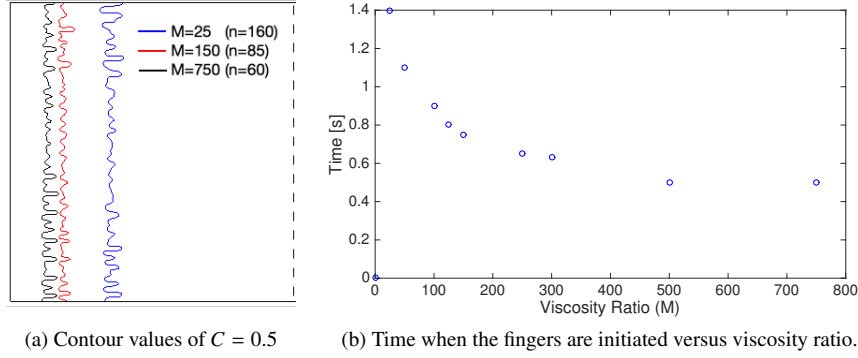 M=25 (n=160)
M=150 (n=85)
M=750 (n=60)
1.4
1.2
1
0.8
0.6
0.4
0.2
0
Time [s]
0 100 200 300 400 500 600 700 800
Viscosity Ratio (M)
(a) Contour values of C = 0.5
(b) Time when the fingers are initiated versus viscosity ratio.